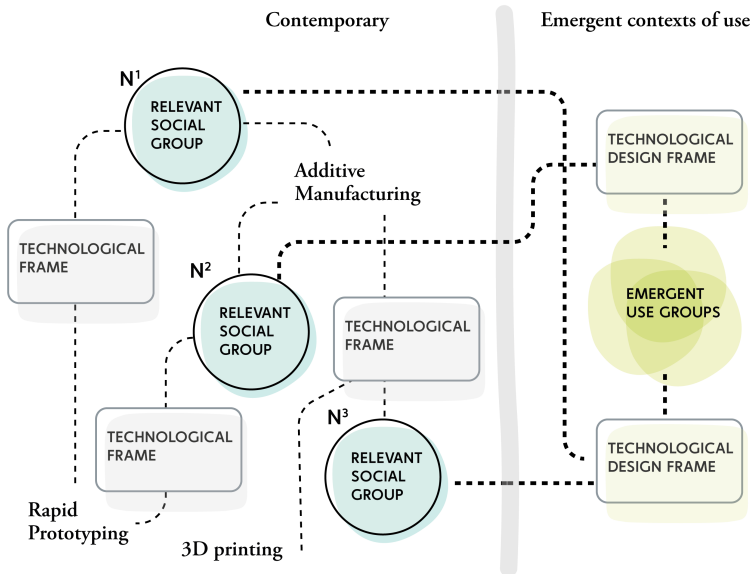 Contemporary
Emergent contexts of use
N1
RELEVANT
SOCIAL
GROUP
TECHNOLOGICAL
DESIGN FRAME
Additive
Manufacturing
TECHNOLOGICAL
FRAME
N2
RELEVANT
SOCIAL
GROUP
TECHNOLOGICAL
FRAME
EMERGENT
USE GROUPS
TECHNOLOGICAL
FRAME
N3
RELEVANT
SOCIAL
GROUP
TECHNOLOGICAL
DESIGN FRAME
Rapid
Prototyping
3D printing